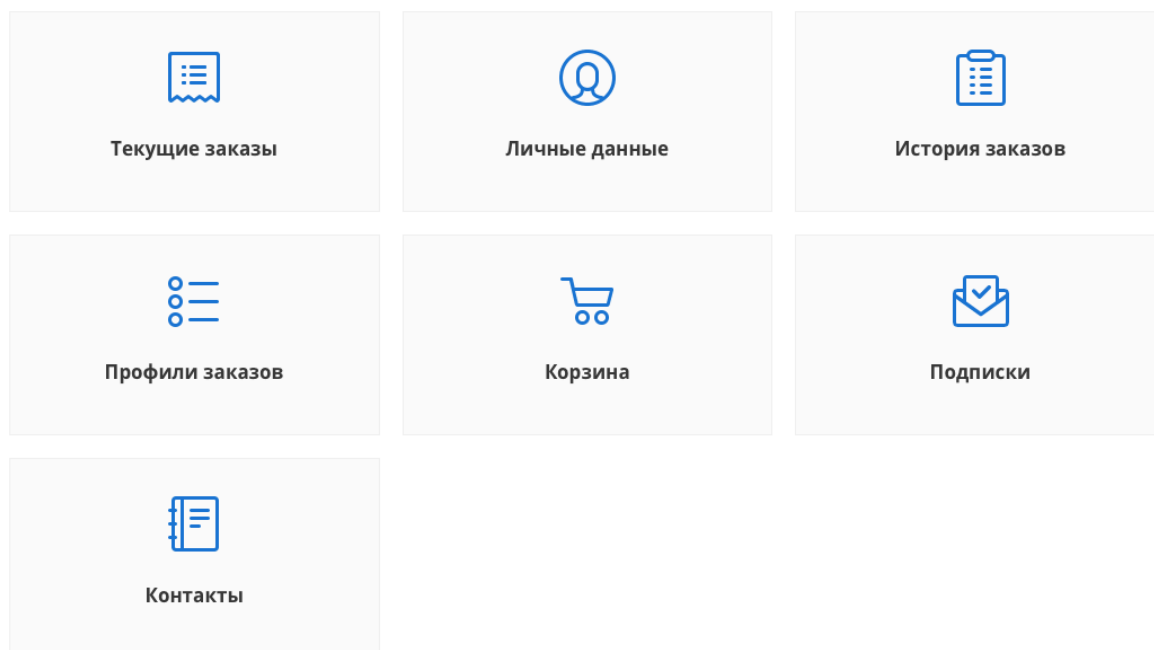 Текущие заказы
Личные данные
История заказов
Профили заказов
Корзина
Подписки
Контакты